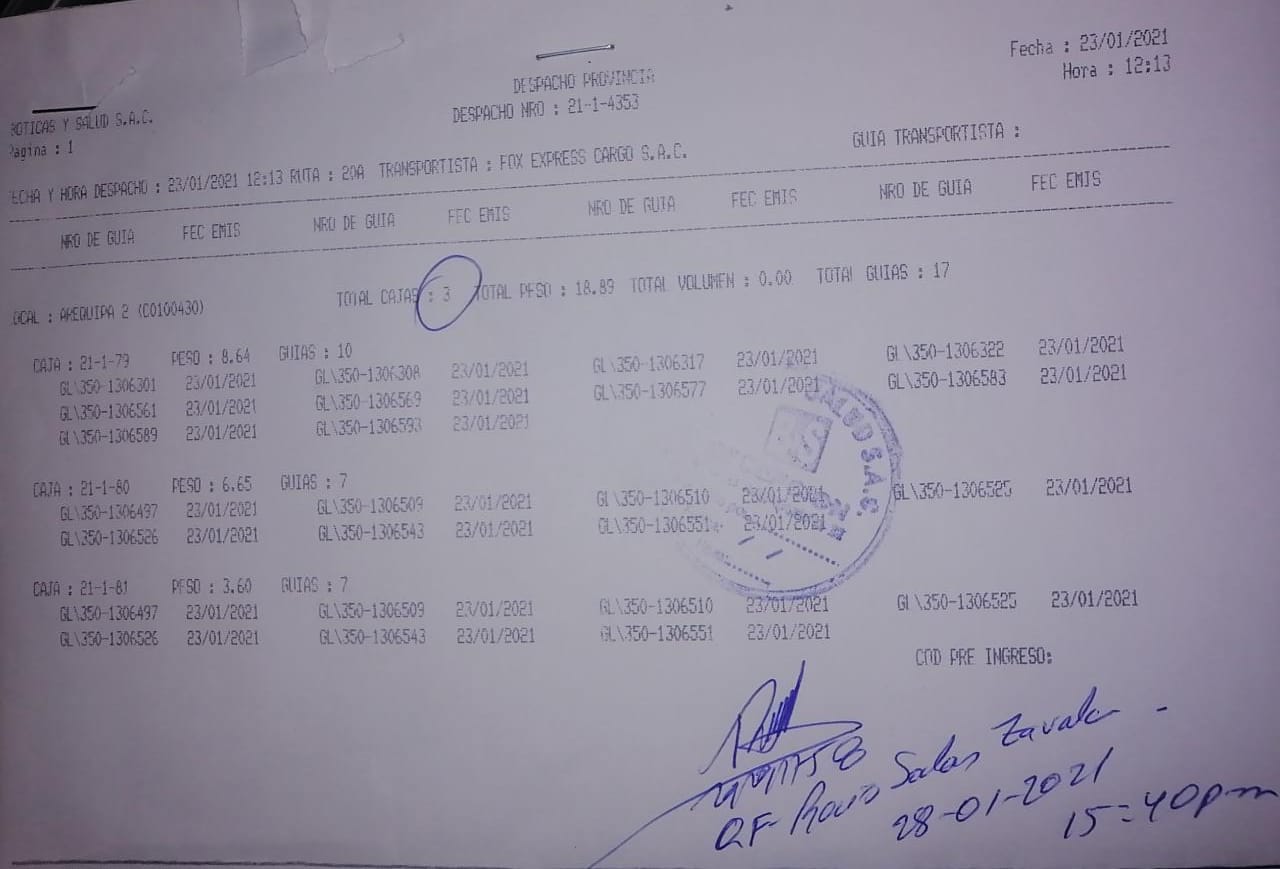 Fecha : 23/01/2021
Hora : 12:13
DESPACHO PROVINCIA
DESPACHO NRO : 21-1-4353
BOTICAS Y SALUD S.A.C.
Pagina : 1
GUIA TRANSPORTISTA :
FECHA Y HORA DESPACHO : 23/01/2021 12:13 RUTA : 20A TRANSPORTISTA : FOX EXPRESS CARGO S.A.C.
NRO DE GUIA FEC EMIS NRO DE GUIA FEC EMIS NRO DE GUIA FEC EMIS NRO DE GUIA FEC EMIS
OCAL : AREQUIPA 2 (C0100430) TOTAL CAJAS : 3 TOTAL PESO : 18.89 TOTAL VOLUMEN : 0.00 TOTAL GUIAS : 17
CAJA : 21-1-79 PESO : 8.64 GUIAS : 10
GL\350-1306301 23/01/2021 GL\350-1306308 23/01/2021 GL\350-1306317 23/01/2021 GL\350-1306322 23/01/2021
GL\350-1306561 23/01/2021 GL\350-1306569 23/01/2021 GL\350-1306577 23/01/2021 GL\350-1306583 23/01/2021
GL\350-1306589 23/01/2021 GL\350-1306593 23/01/2021
CAJA : 21-1-80 PESO : 6.65 GUIAS : 7
GL\350-1306497 23/01/2021 GL\350-1306509 23/01/2021 GL\350-1306510 23/01/2021 GL\350-1306525 23/01/2021
GL\350-1306526 23/01/2021 GL\350-1306543 23/01/2021 GL\350-1306551 23/01/2021
CAJA : 21-1-81 PESO : 3.60 GUIAS : 7
GL\350-1306497 23/01/2021 GL\350-1306509 23/01/2021 GL\350-1306510 23/01/2021 GL\350-1306525 23/01/2021
GL\350-1306526 23/01/2021 GL\350-1306543 23/01/2021 GL\350-1306551 23/01/2021
SALUD S.A.C.
COD PRE INGRESO:
Q.F. Rocio Salas Zavala
28-01-2021
15:40pm